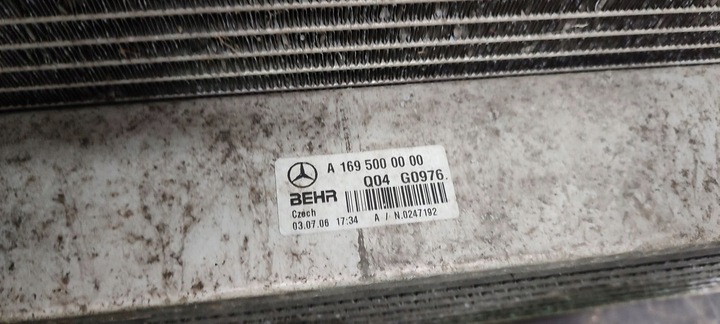 A 169 500 00 00
Q04 G0976.
BEHR
Czech
03.07.06 17:34 A / N.0247192